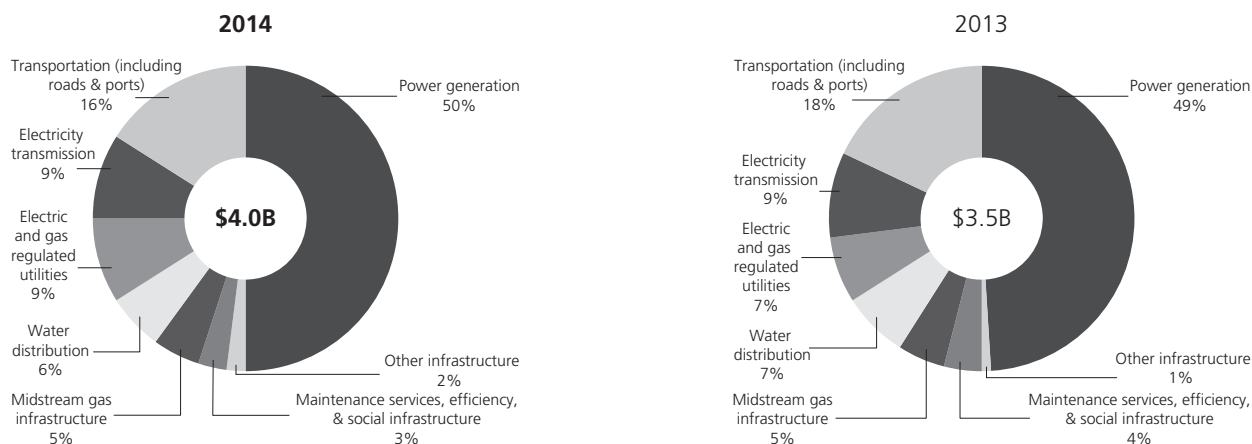 2014
Transportation (including
roads & ports)
16%
Power generation
50%
Electricity
transmission
9%
Electric
and gas
regulated
utilities
9%
$4.0B
Water
distribution
6%
Other infrastructure
2%
Midstream gas
infrastructure
5%
Maintenance services, efficiency,
& social infrastructure
3%
2013
Transportation (including
roads & ports)
18%
Power generation
49%
Electricity
transmission
9%
Electric
and gas
regulated
utilities
7%
$3.5B
Water
distribution
7%
Other infrastructure
1%
Midstream gas
infrastructure
5%
Maintenance services, efficiency,
& social infrastructure
4%